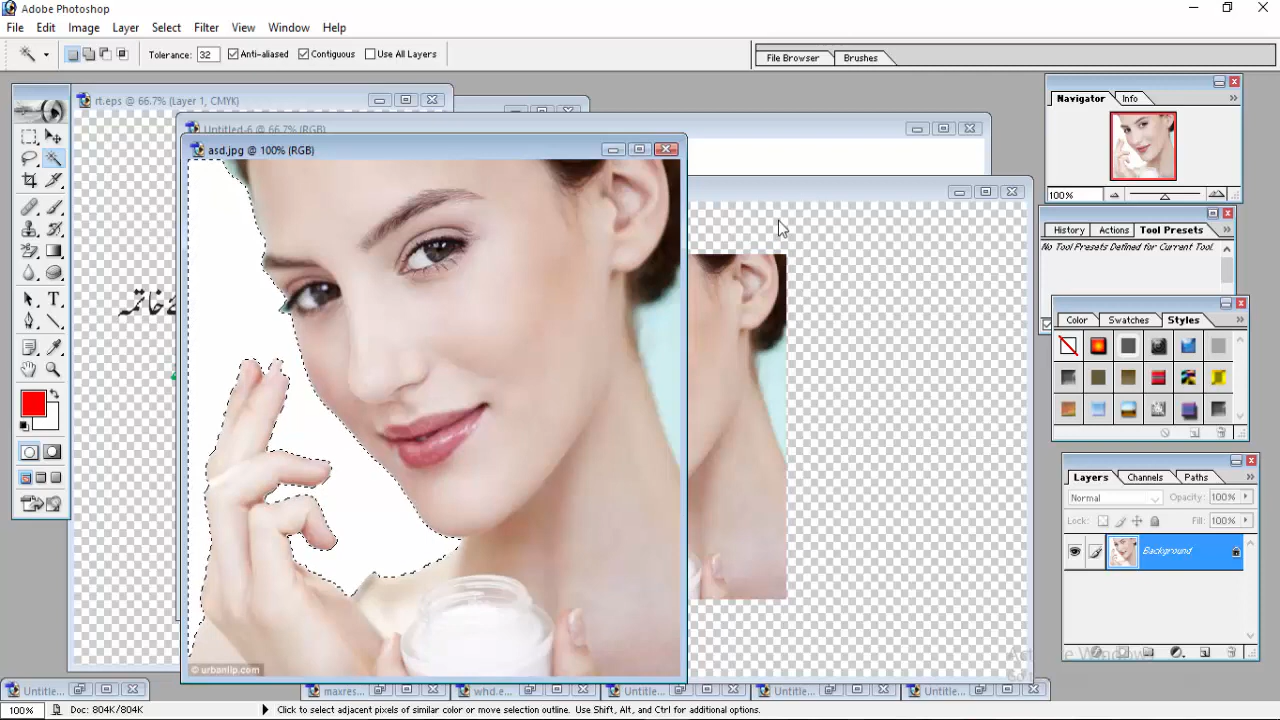 Adobe Photoshop
File Edit Image Layer Select Filter View Window Help
Tolerance: 32 Anti-aliased Contiguous Use All Layers File Browser Brushes
rt.eps @ 66.7% (Layer 1, CMYK)
Untitled-6 @ 66.7% (RGB)
asd.jpg @ 100% (RGB)
Navigator Info
100%
History Actions Tool Presets
No Tool Presets Defined for Current Tool.
Color Swatches Styles
خاتمہ
Layers Channels Paths
Normal Opacity: 100%
Lock: Fill: 100%
Background
© urbanlip.com
Untitle... maxres... whd.e... Untitle... Untitle... Untitle...
100% Doc: 804K/804K Click to select adjacent pixels of similar color or move selection outline. Use Shift, Alt, and Ctrl for additional options.